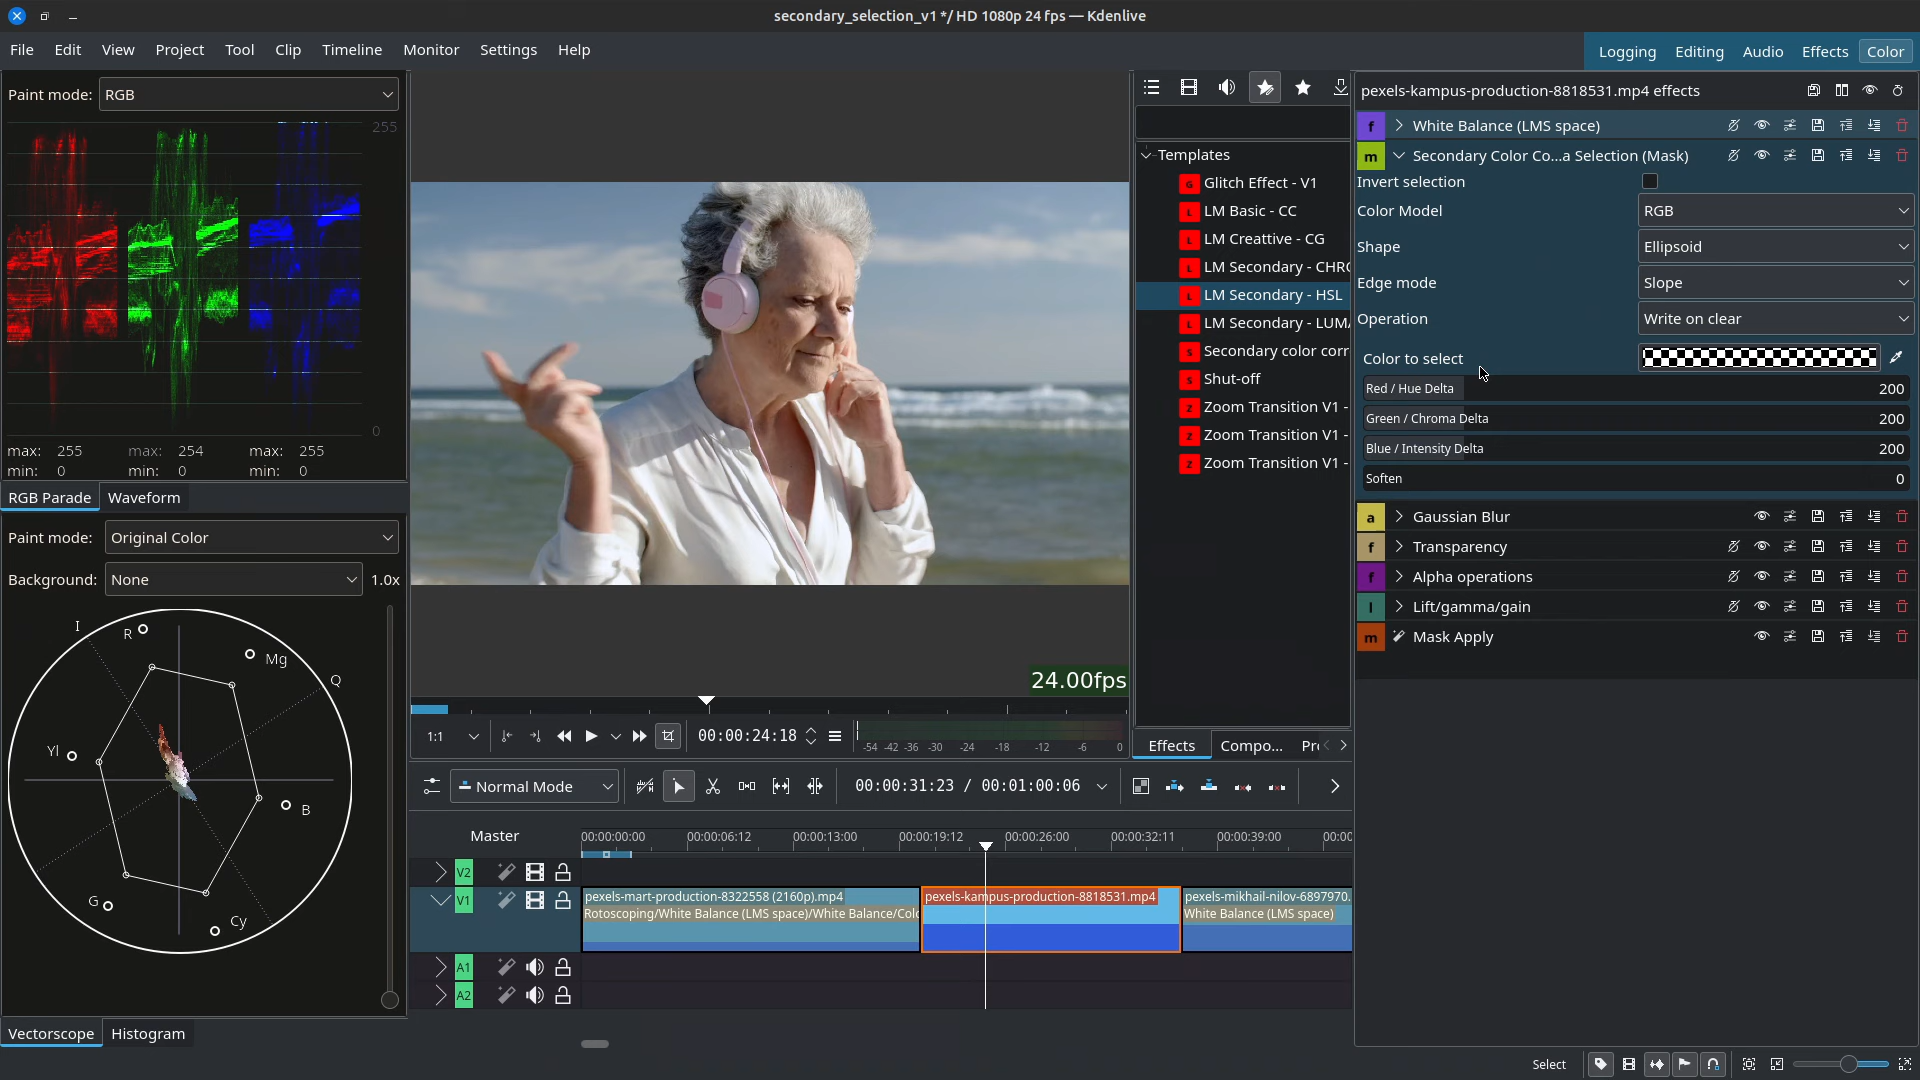 secondary_selection_v1 */ HD 1080p 24 fps — Kdenlive
File Edit View Project Tool Clip Timeline Monitor Settings Help
Logging Editing Audio Effects Color
Paint mode: RGB
255
0
max: 255 max: 254 max: 255
min: 0 min: 0 min: 0
RGB Parade Waveform
Paint mode: Original Color
Background: None 1.0x
I
R
Mg
Q
Yl
B
G
Cy
Vectorscope Histogram
24.00fps
1:1 00:00:24:18 -54 -42 -36 -30 -24 -18 -12 -6 0
Templates
Glitch Effect - V1
LM Basic - CC
LM Creattive - CG
LM Secondary - CHRO
LM Secondary - HSL
LM Secondary - LUMA
Secondary color corr
Shut-off
Zoom Transition V1 -
Zoom Transition V1 -
Zoom Transition V1 -
Effects Compo... Pr
pexels-kampus-production-8818531.mp4 effects
f White Balance (LMS space)
m Secondary Color Co...a Selection (Mask)
Invert selection
Color Model RGB
Shape Ellipsoid
Edge mode Slope
Operation Write on clear
Color to select
Red / Hue Delta 200
Green / Chroma Delta 200
Blue / Intensity Delta 200
Soften 0
a Gaussian Blur
f Transparency
f Alpha operations
l Lift/gamma/gain
m Mask Apply
Normal Mode 00:00:31:23 / 00:01:00:06
Master 00:00:00:00 00:00:06:12 00:00:13:00 00:00:19:12 00:00:26:00 00:00:32:11 00:00:39:00 00:00
V2
V1 pexels-mart-production-8322558 (2160p).mp4 pexels-kampus-production-8818531.mp4 pexels-mikhail-nilov-6897970.
Rotoscoping/White Balance (LMS space)/White Balance/Colo White Balance (LMS space)
A1
A2
Select